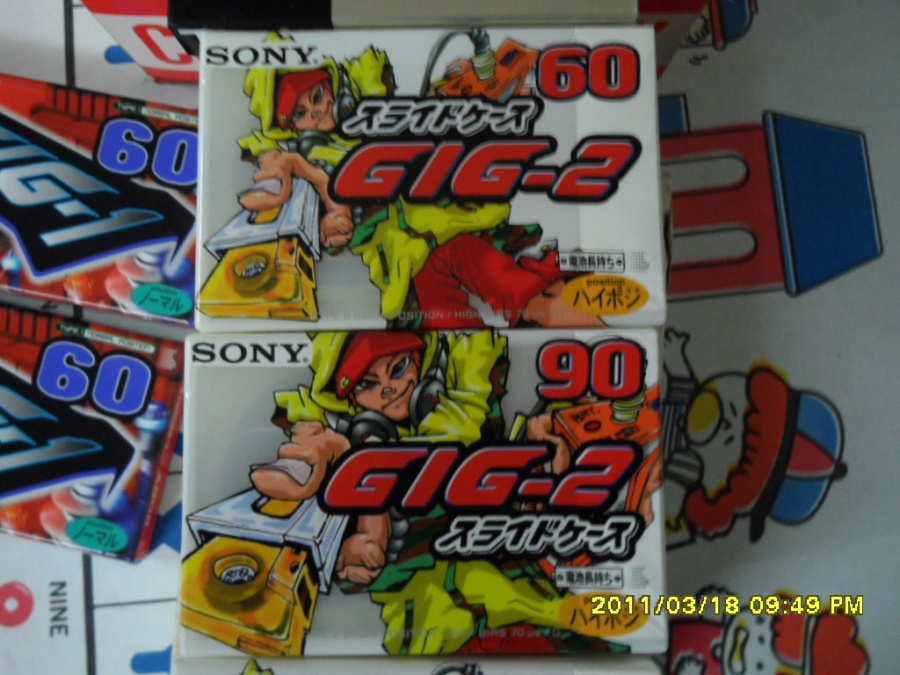 SONY
60
スライドケース
GIG-2
電池長持ち
position
ハイポジ
SONY
90
GIG-2
スライドケース
電池長持ち
ハイポジ
60
GIG-1
position
ノーマル
60
position
ノーマル
NINE
2011/03/18 09:49 PM